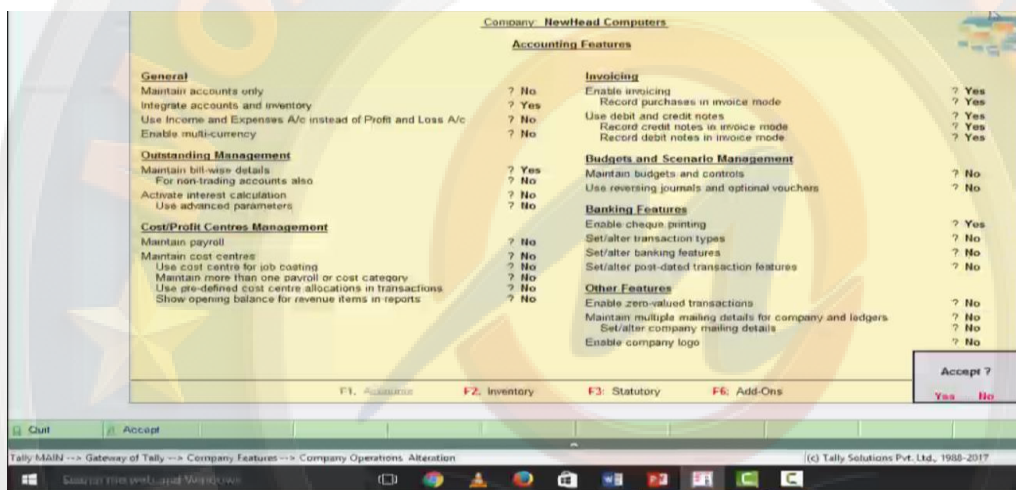 Company: NewHead Computers
Accounting Features
General
Maintain accounts only ? No
Integrate accounts and inventory ? Yes
Use Income and Expenses A/c instead of Profit and Loss A/c ? No
Enable multi-currency ? No
Outstanding Management
Maintain bill-wise details ? Yes
For non-trading accounts also ? No
Activate interest calculation ? No
Use advanced parameters ? No
Cost/Profit Centres Management
Maintain payroll ? No
Maintain cost centres ? No
Use cost centre for job costing ? No
Maintain more than one payroll or cost category ? No
Use pre-defined cost centre allocations in transactions ? No
Show opening balance for revenue items in reports ? No
Invoicing
Enable invoicing ? Yes
Record purchases in invoice mode ? Yes
Use debit and credit notes ? Yes
Record credit notes in invoice mode ? Yes
Record debit notes in invoice mode ? Yes
Budgets and Scenario Management
Maintain budgets and controls ? No
Use reversing journals and optional vouchers ? No
Banking Features
Enable cheque printing ? Yes
Set/alter transaction types ? No
Set/alter banking features ? No
Set/alter post-dated transaction features ? No
Other Features
Enable zero-valued transactions ? No
Maintain multiple mailing details for company and ledgers ? No
Set/alter company mailing details ? No
Enable company logo ? No
Accept ?
Yes No
F1: Accounts F2: Inventory F3: Statutory F6: Add-Ons
Q: Quit A: Accept
Tally MAIN --> Gateway of Tally --> Company Features --> Company Operations Alteration (c) Tally Solutions Pvt. Ltd., 1988-2017
Search the web and Windows